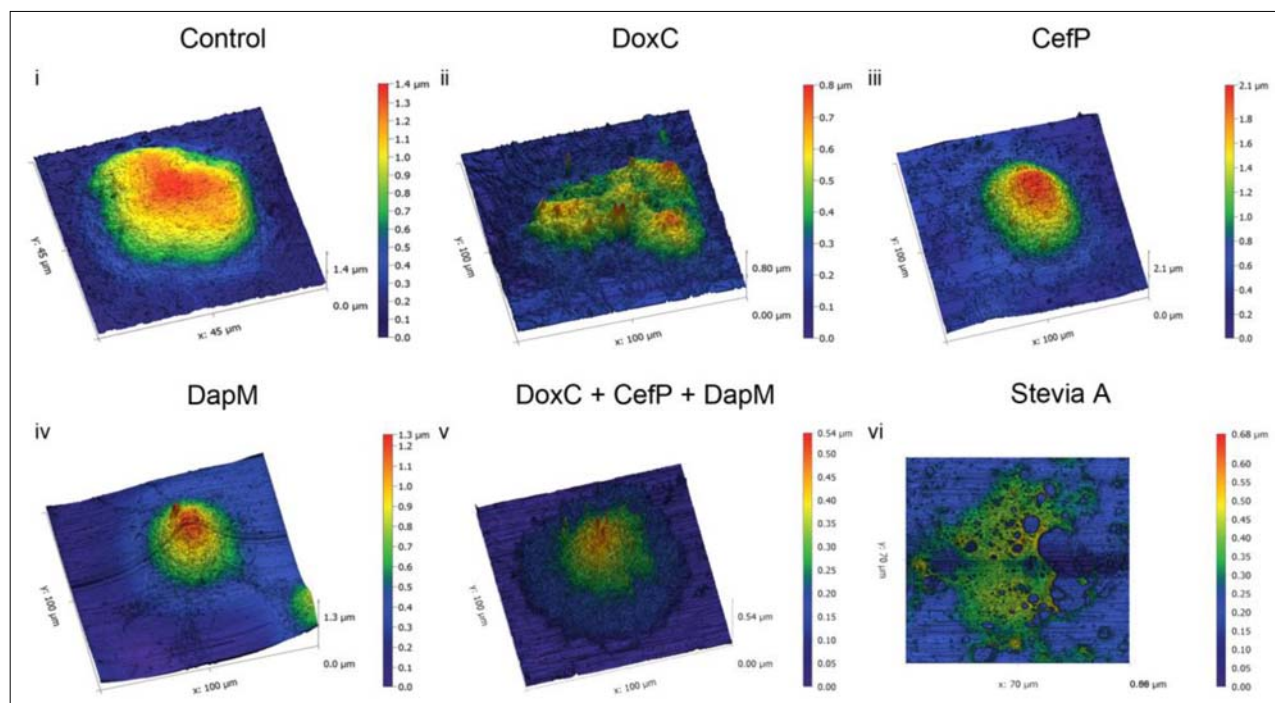 Control
i
1.4 µm
1.3
1.2
1.1
1.0
0.9
0.8
0.7
0.6
0.5
0.4
0.3
0.2
0.1
0.0
y: 45 µm
x: 45 µm
1.4 µm
0.0 µm
DoxC
ii
0.8 µm
0.7
0.6
0.5
0.4
0.3
0.2
0.1
0.0
y: 100 µm
x: 100 µm
0.80 µm
0.00 µm
CefP
iii
2.1 µm
1.8
1.6
1.4
1.2
1.0
0.8
0.6
0.4
0.2
0.0
y: 100 µm
x: 100 µm
2.1 µm
0.0 µm
DapM
iv
1.3 µm
1.2
1.1
1.0
0.9
0.8
0.7
0.6
0.5
0.4
0.3
0.2
0.1
0.0
y: 100 µm
x: 100 µm
1.3 µm
0.0 µm
DoxC + CefP + DapM
v
0.54 µm
0.50
0.45
0.40
0.35
0.30
0.25
0.20
0.15
0.10
0.05
0.00
y: 100 µm
x: 100 µm
0.54 µm
0.00 µm
Stevia A
vi
0.68 µm
0.60
0.55
0.50
0.45
0.40
0.35
0.30
0.25
0.20
0.15
0.10
0.05
0.00
y: 70 µm
x: 70 µm